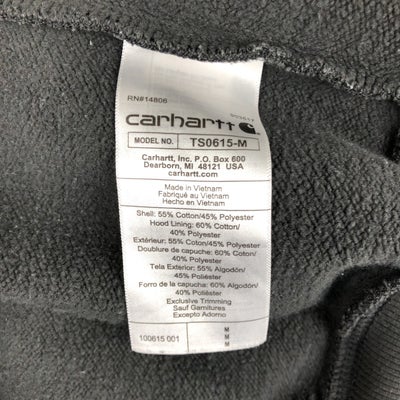 RN#14806
carhartt
MODEL NO. TS0615-M
Carhartt, Inc. P.O. Box 600
Dearborn, MI 48121 USA
carhartt.com
Made in Vietnam
Fabriqué au Vietnam
Hecho en Vietnam
Shell: 55% Cotton/45% Polyester
Hood Lining: 60% Cotton/
40% Polyester
Extérieur: 55% Coton/45% Polyester
Doublure de capuche: 60% Coton/
40% Polyester
Tela Exterior: 55% Algodón/
45% Poliéster
Forro de la capucha: 60% Algodón/
40% Poliéster
Exclusive Trimming
Sauf Garnitures
Excepto Adorno
100615 001
M
M
M